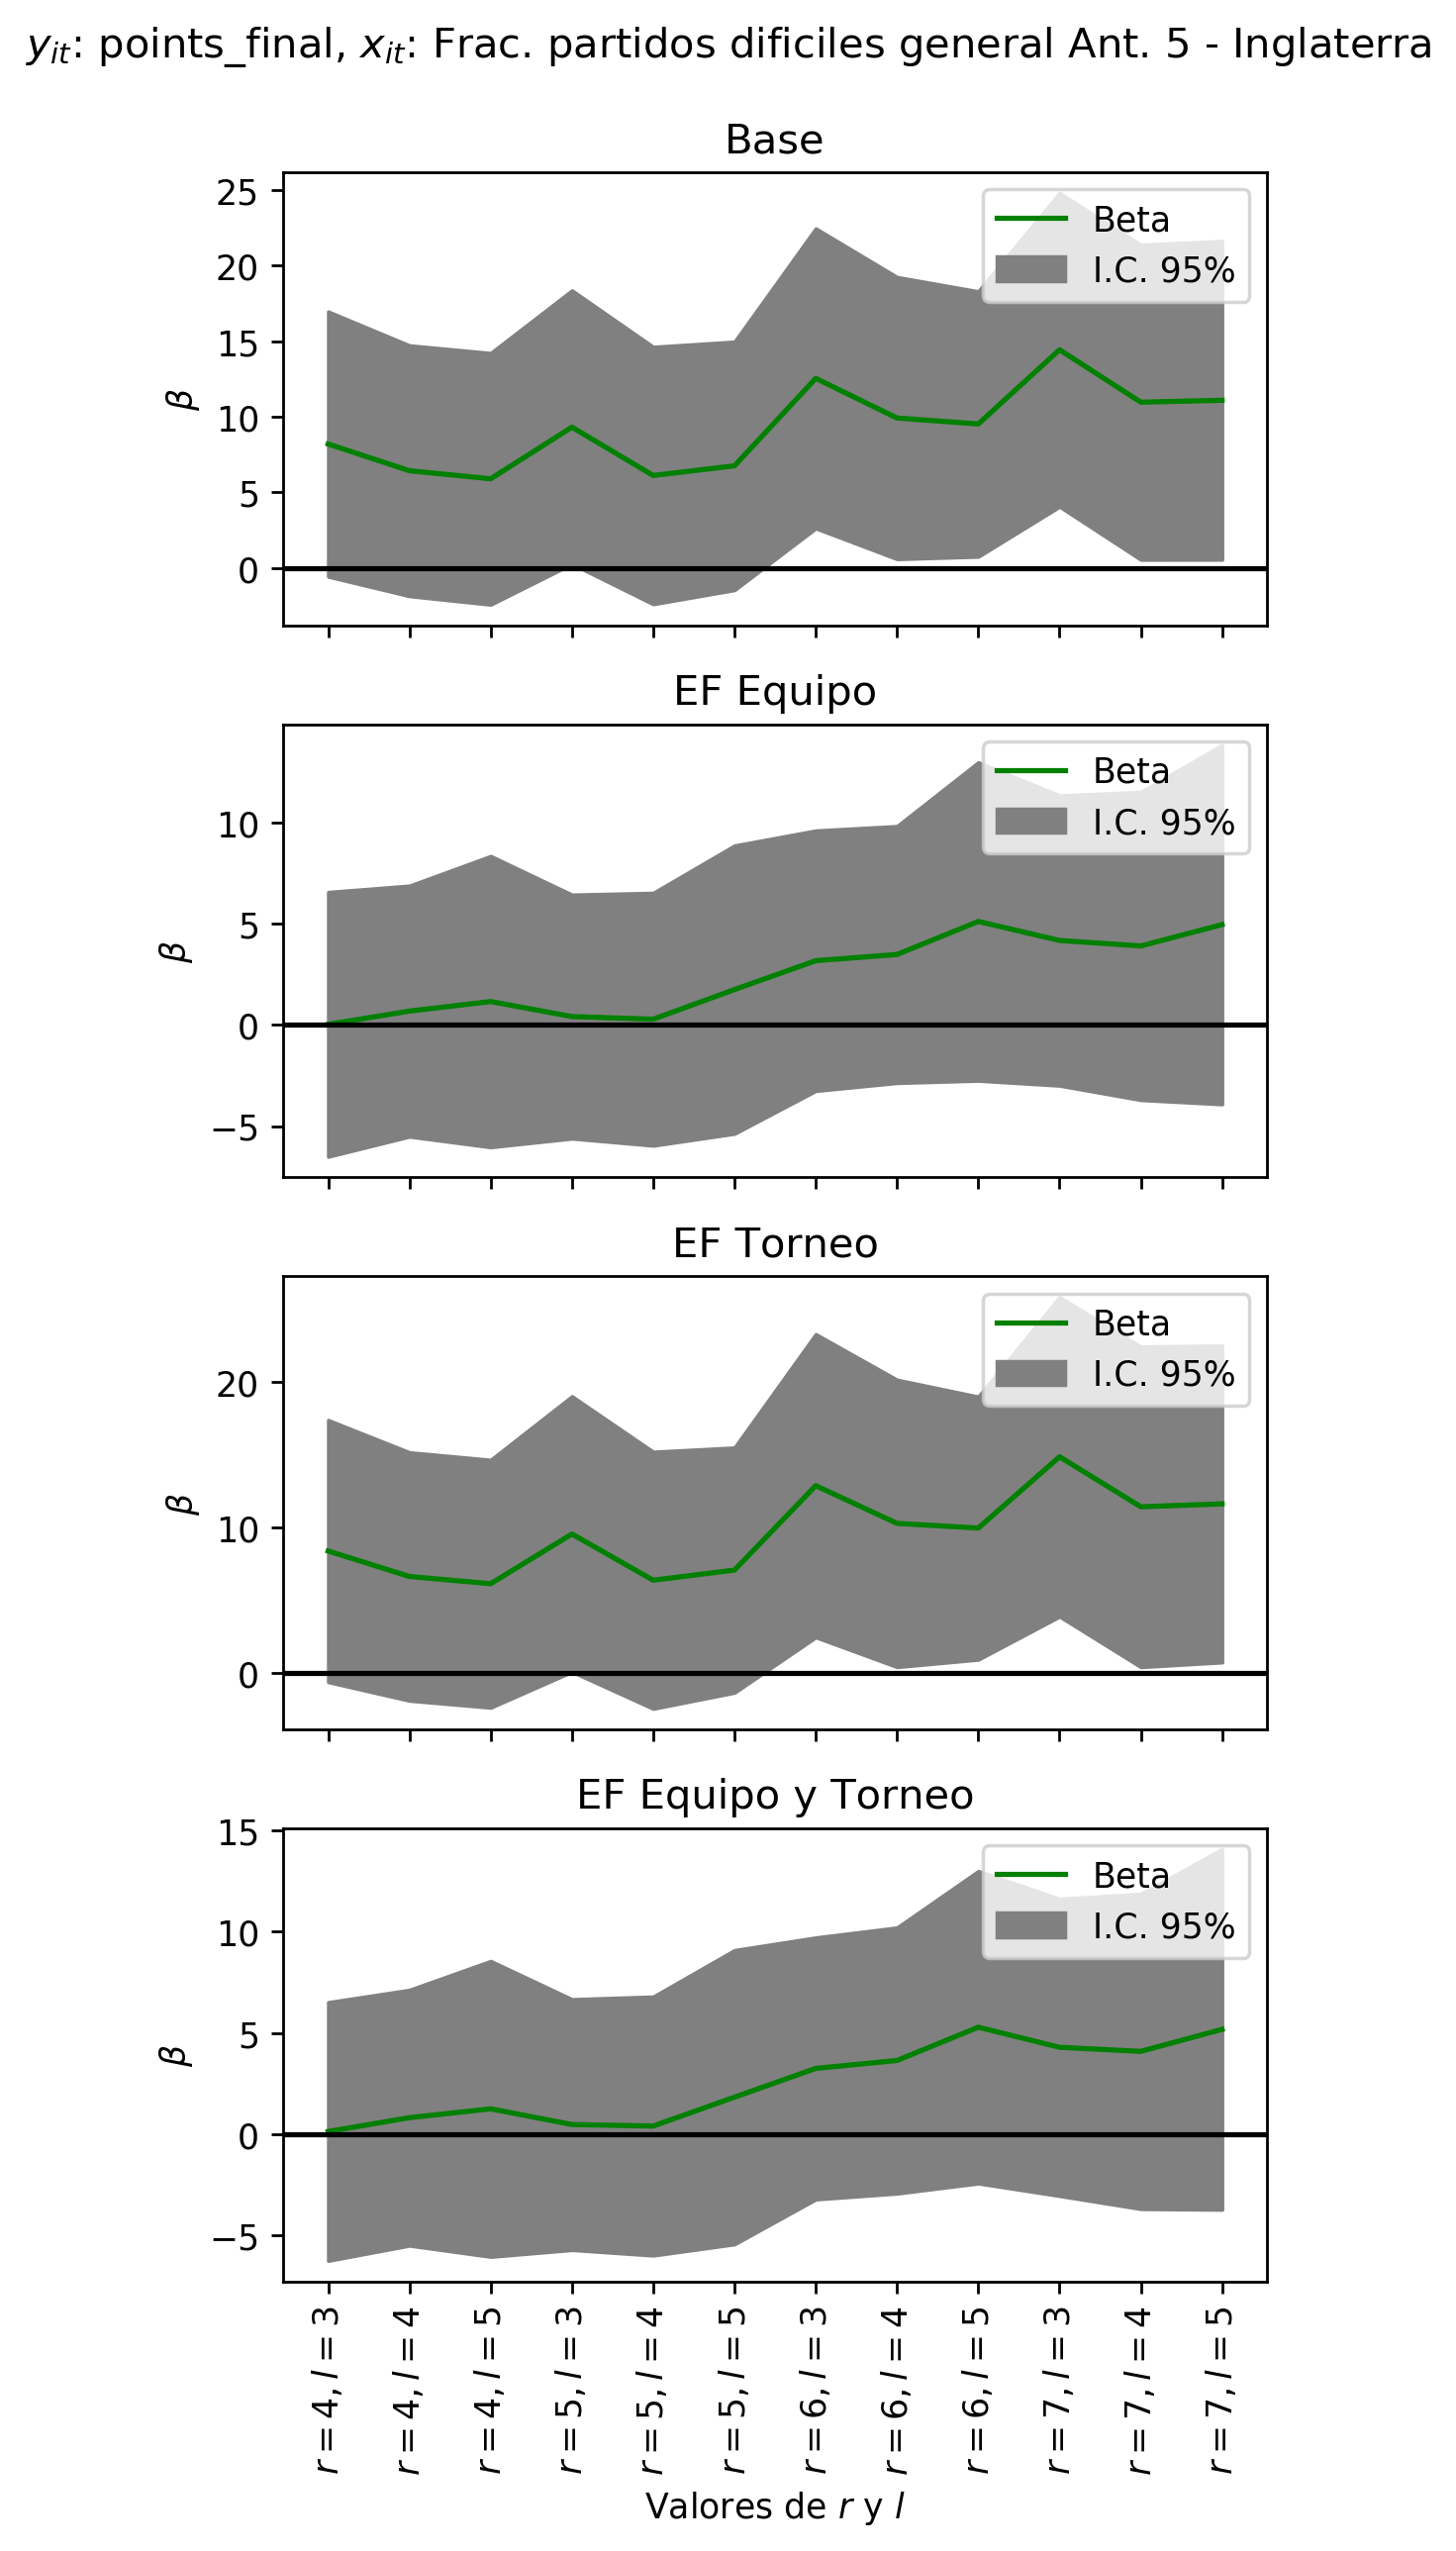 y_it: points_final, x_it: Frac. partidos dificiles general Ant. 5 - Inglaterra
Base
25
20
15
10
5
0
β
Beta
I.C. 95%
EF Equipo
10
5
0
−5
β
Beta
I.C. 95%
EF Torneo
20
10
0
β
Beta
I.C. 95%
EF Equipo y Torneo
15
10
5
0
−5
β
Beta
I.C. 95%
r = 4, l = 3
r = 4, l = 4
r = 4, l = 5
r = 5, l = 3
r = 5, l = 4
r = 5, l = 5
r = 6, l = 3
r = 6, l = 4
r = 6, l = 5
r = 7, l = 3
r = 7, l = 4
r = 7, l = 5
Valores de r y l